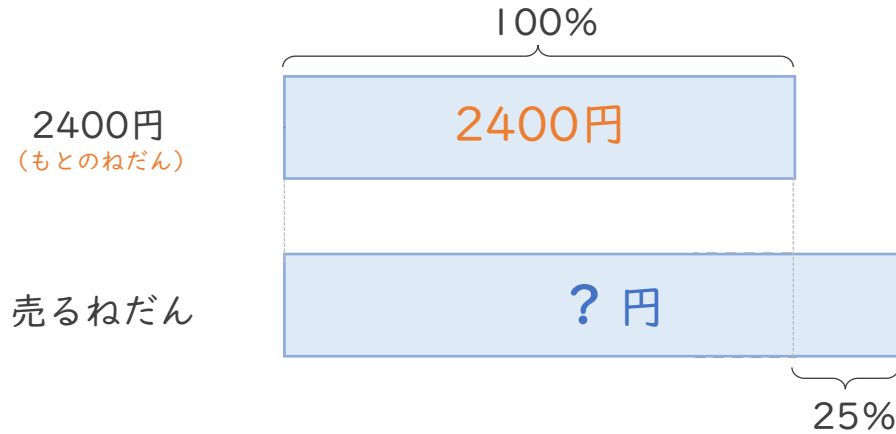 100%
2400円
2400円
(もとのねだん)
売るねだん
? 円
25%